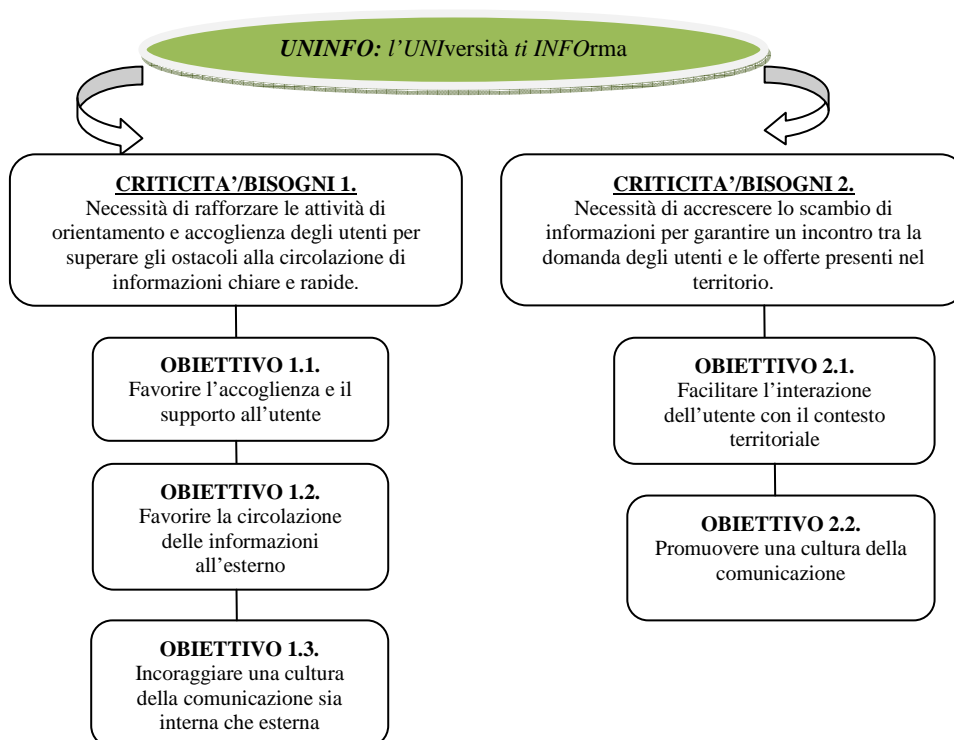 UNINFO: l'UNIversità ti INFOrma
CRITICITA'/BISOGNI 1.
Necessità di rafforzare le attività di
orientamento e accoglienza degli utenti per
superare gli ostacoli alla circolazione di
informazioni chiare e rapide.
OBIETTIVO 1.1.
Favorire l'accoglienza e il
supporto all'utente
OBIETTIVO 1.2.
Favorire la circolazione
delle informazioni
all'esterno
OBIETTIVO 1.3.
Incoraggiare una cultura
della comunicazione sia
interna che esterna
CRITICITA'/BISOGNI 2.
Necessità di accrescere lo scambio di
informazioni per garantire un incontro tra la
domanda degli utenti e le offerte presenti nel
territorio.
OBIETTIVO 2.1.
Facilitare l'interazione
dell'utente con il contesto
territoriale
OBIETTIVO 2.2.
Promuovere una cultura della
comunicazione